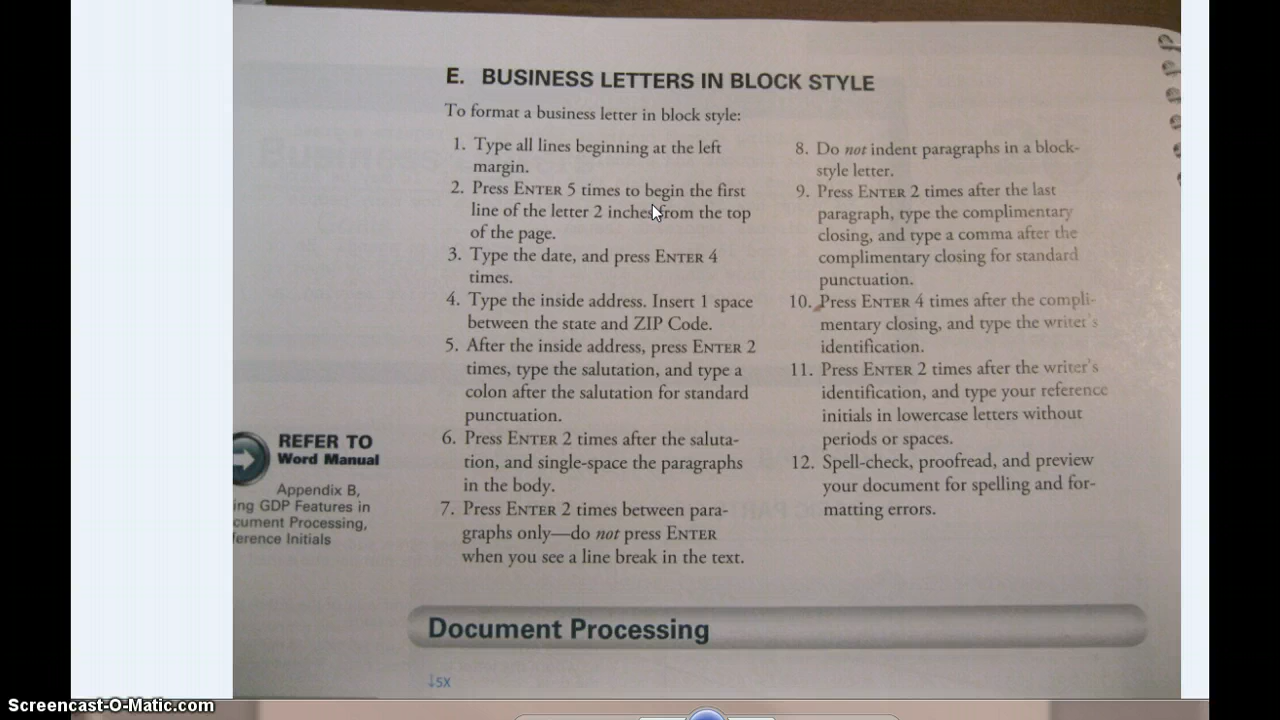 E. BUSINESS LETTERS IN BLOCK STYLE
To format a business letter in block style:
1. Type all lines beginning at the left
margin.
2. Press ENTER 5 times to begin the first
line of the letter 2 inches from the top
of the page.
3. Type the date, and press ENTER 4
times.
4. Type the inside address. Insert 1 space
between the state and ZIP Code.
5. After the inside address, press ENTER 2
times, type the salutation, and type a
colon after the salutation for standard
punctuation.
6. Press ENTER 2 times after the saluta-
tion, and single-space the paragraphs
in the body.
7. Press ENTER 2 times between para-
graphs only—do not press ENTER
when you see a line break in the text.
8. Do not indent paragraphs in a block-
style letter.
9. Press ENTER 2 times after the last
paragraph, type the complimentary
closing, and type a comma after the
complimentary closing for standard
punctuation.
10. Press ENTER 4 times after the compli-
mentary closing, and type the writer's
identification.
11. Press ENTER 2 times after the writer's
identification, and type your reference
initials in lowercase letters without
periods or spaces.
12. Spell-check, proofread, and preview
your document for spelling and for-
matting errors.
REFER TO
Word Manual
Appendix B,
ing GDP Features in
cument Processing,
erence Initials
Document Processing
↓5X
Screencast-O-Matic.com